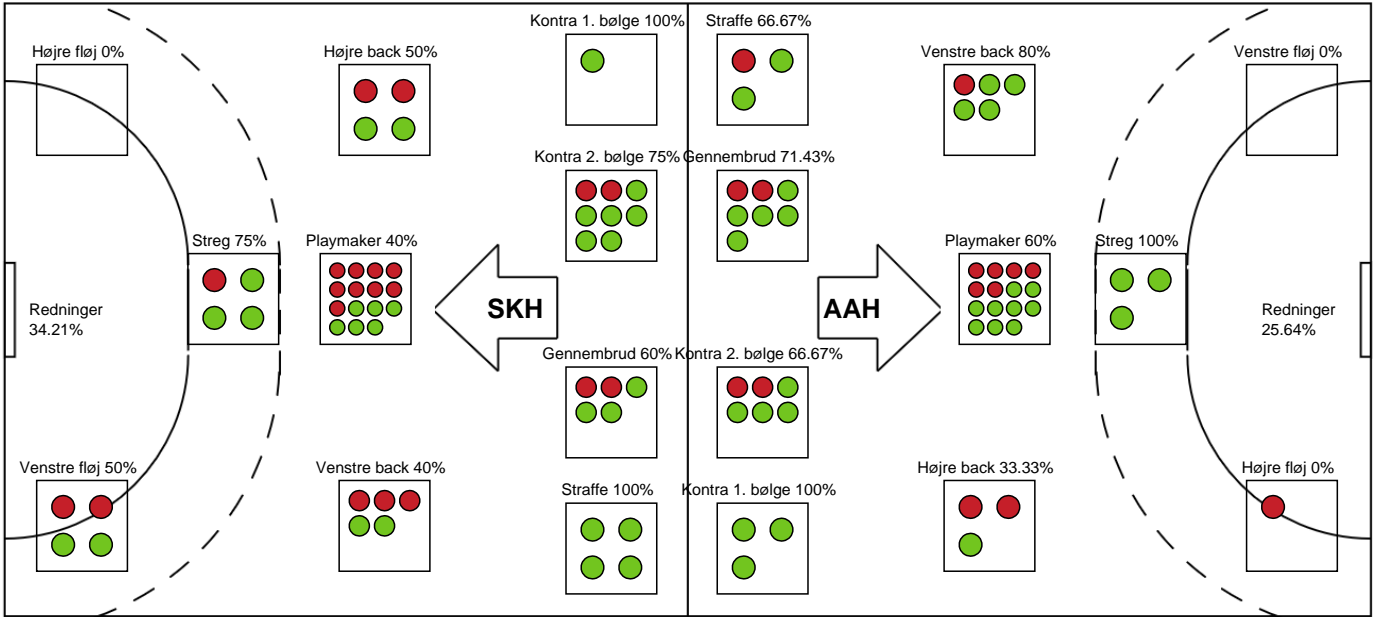 Kontra 1. bølge 100%
Straffe 66.67%
Højre fløj 0%
Højre back 50%
Venstre back 80%
Venstre fløj 0%
Kontra 2. bølge 75%
Gennembrud 71.43%
Streg 75%
Playmaker 40%
Playmaker 60%
Streg 100%
Redninger
34.21%
SKH
AAH
Redninger
25.64%
Gennembrud 60%
Kontra 2. bølge 66.67%
Venstre fløj 50%
Venstre back 40%
Højre back 33.33%
Højre fløj 0%
Straffe 100%
Kontra 1. bølge 100%